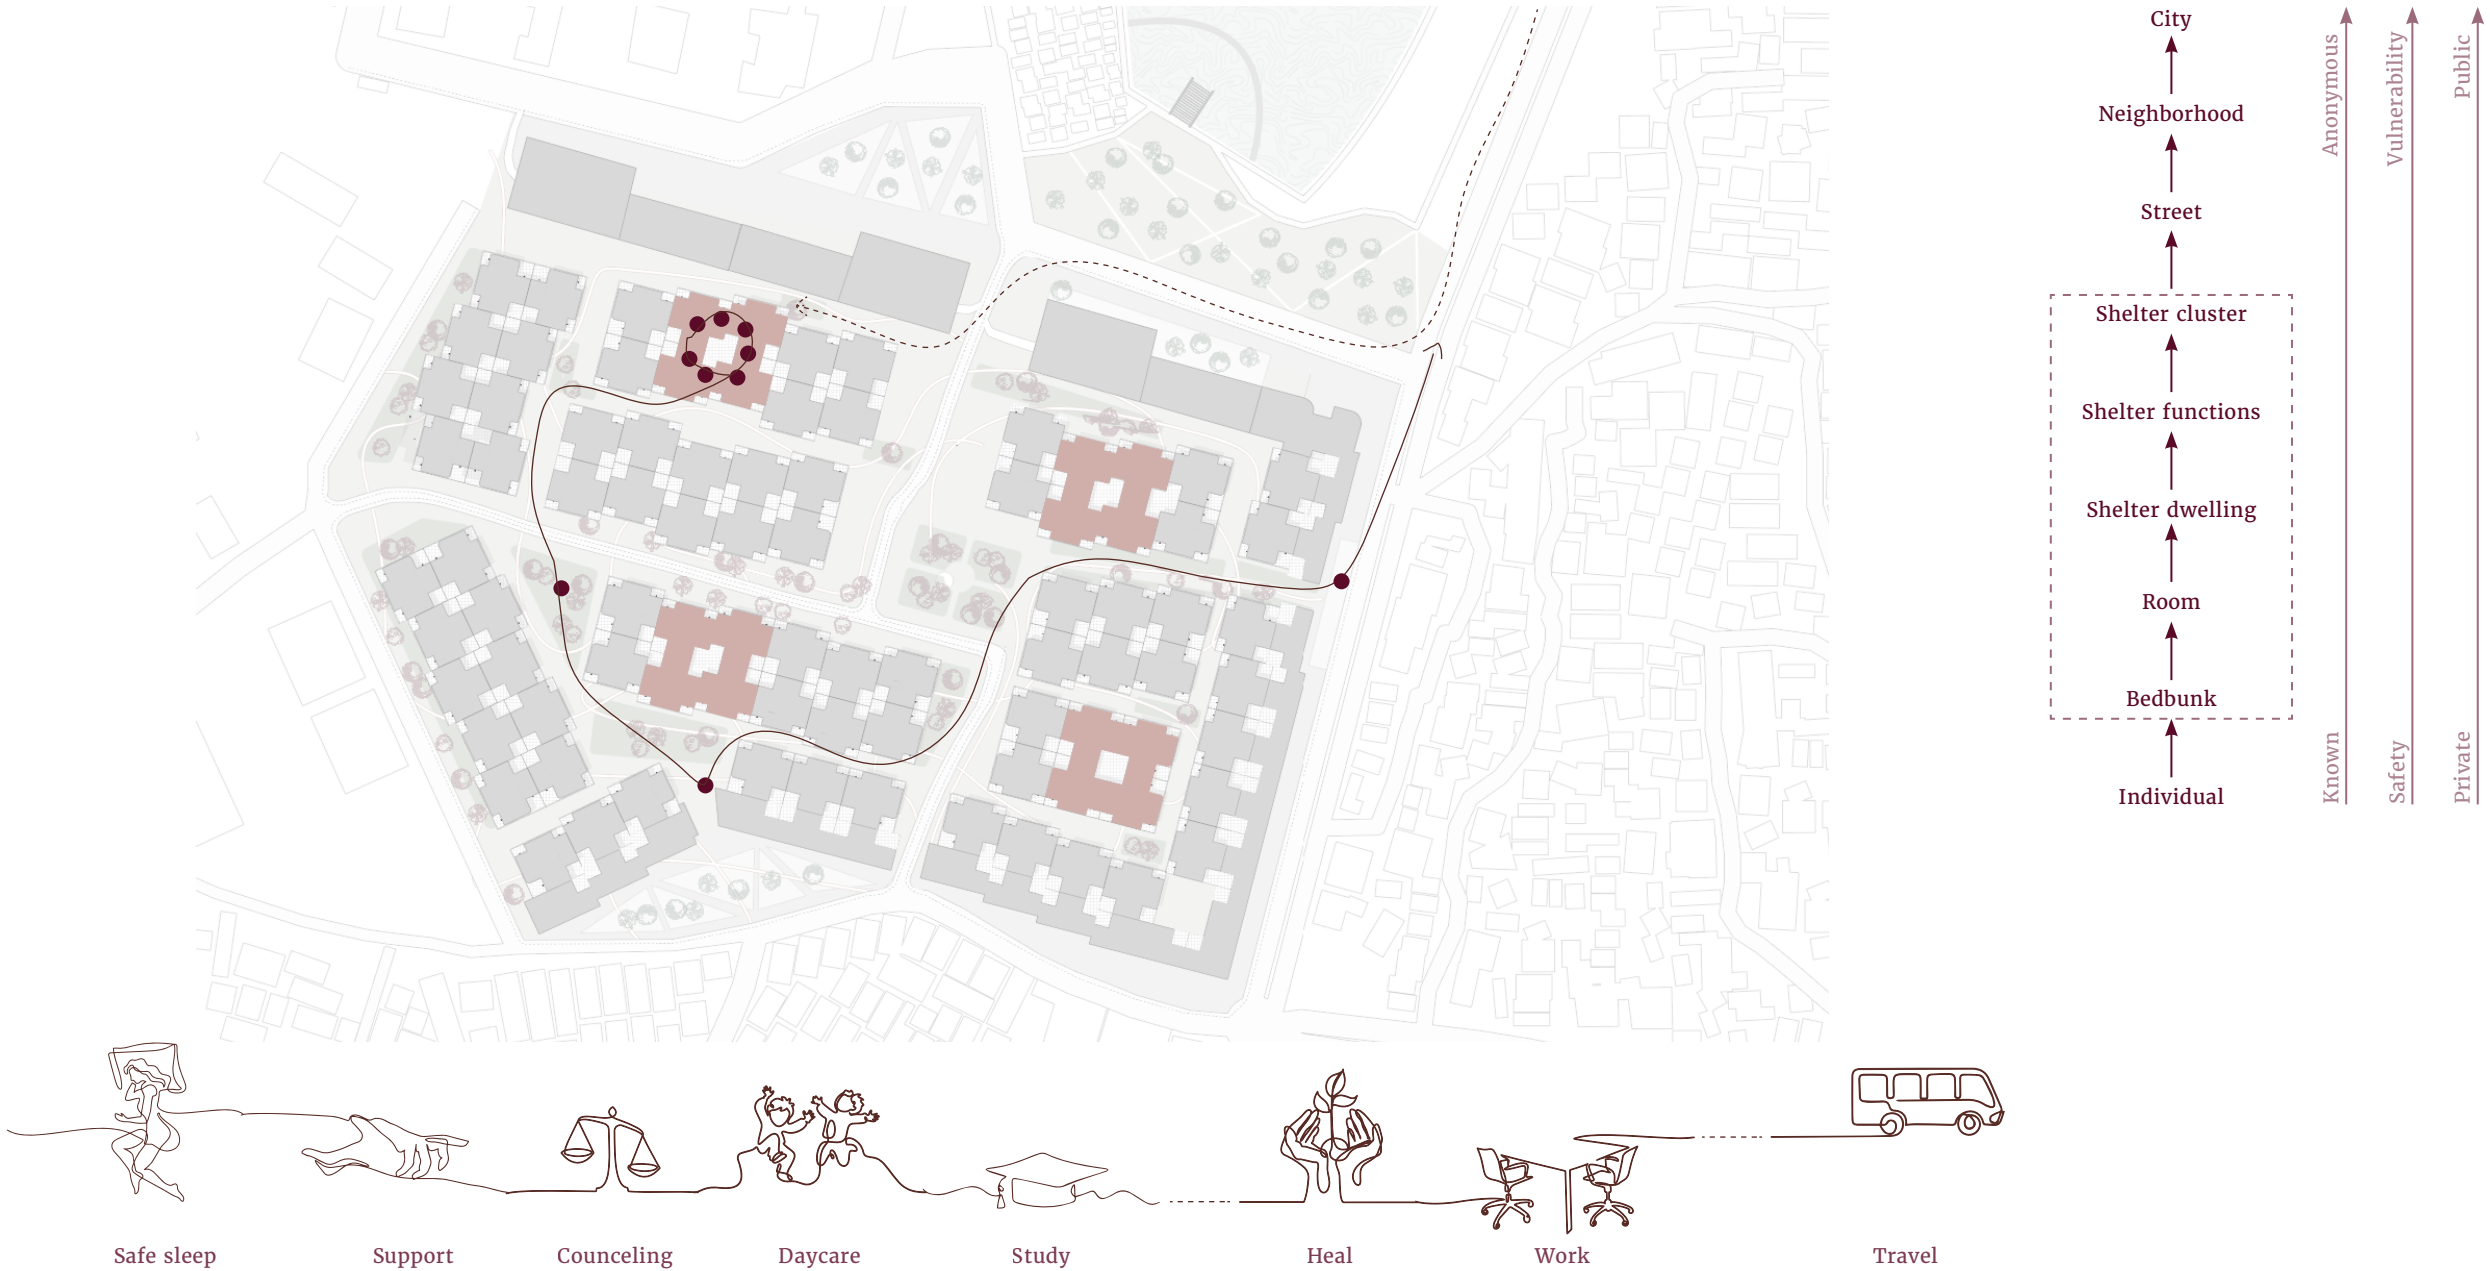 City
Neighborhood
Street
Shelter cluster
Shelter functions
Shelter dwelling
Room
Bedbunk
Individual
Anonymous
Known
Vulnerability
Safety
Public
Private
Safe sleep
Support
Counceling
Daycare
Study
Heal
Work
Travel